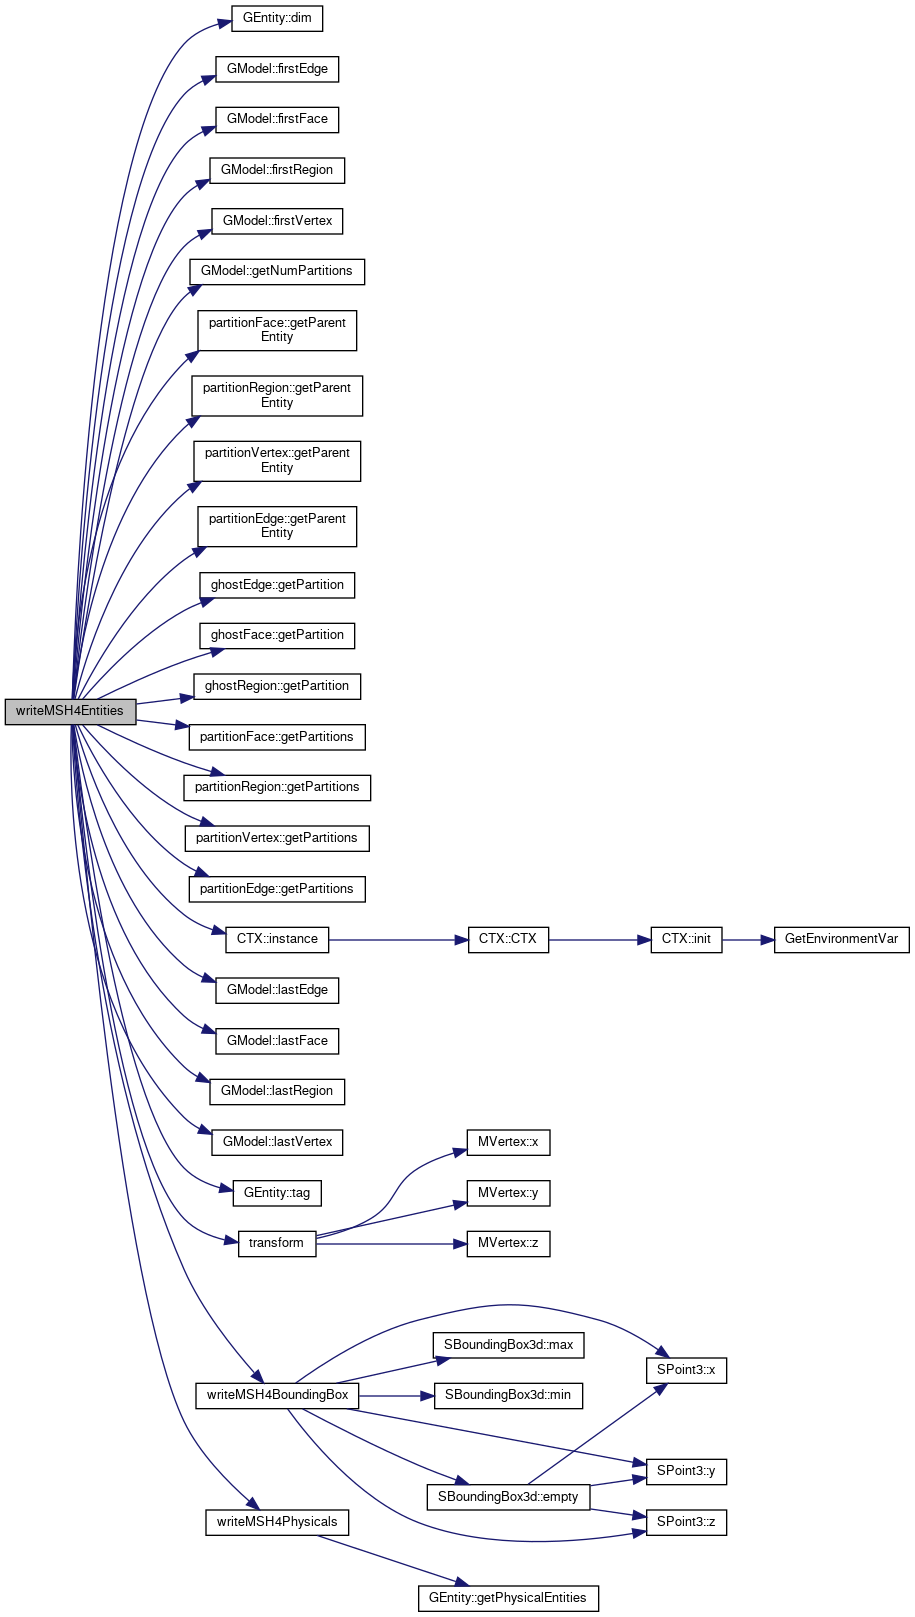 GEntity::dim
GModel::firstEdge
GModel::firstFace
GModel::firstRegion
GModel::firstVertex
GModel::getNumPartitions
partitionFace::getParent
Entity
partitionRegion::getParent
Entity
partitionVertex::getParent
Entity
partitionEdge::getParent
Entity
ghostEdge::getPartition
ghostFace::getPartition
ghostRegion::getPartition
writeMSH4Entities
partitionFace::getPartitions
partitionRegion::getPartitions
partitionVertex::getPartitions
partitionEdge::getPartitions
CTX::instance
CTX::CTX
CTX::init
GetEnvironmentVar
GModel::lastEdge
GModel::lastFace
GModel::lastRegion
GModel::lastVertex
MVertex::x
GEntity::tag
MVertex::y
transform
MVertex::z
SBoundingBox3d::max
SPoint3::x
writeMSH4BoundingBox
SBoundingBox3d::min
SPoint3::y
SBoundingBox3d::empty
writeMSH4Physicals
SPoint3::z
GEntity::getPhysicalEntities